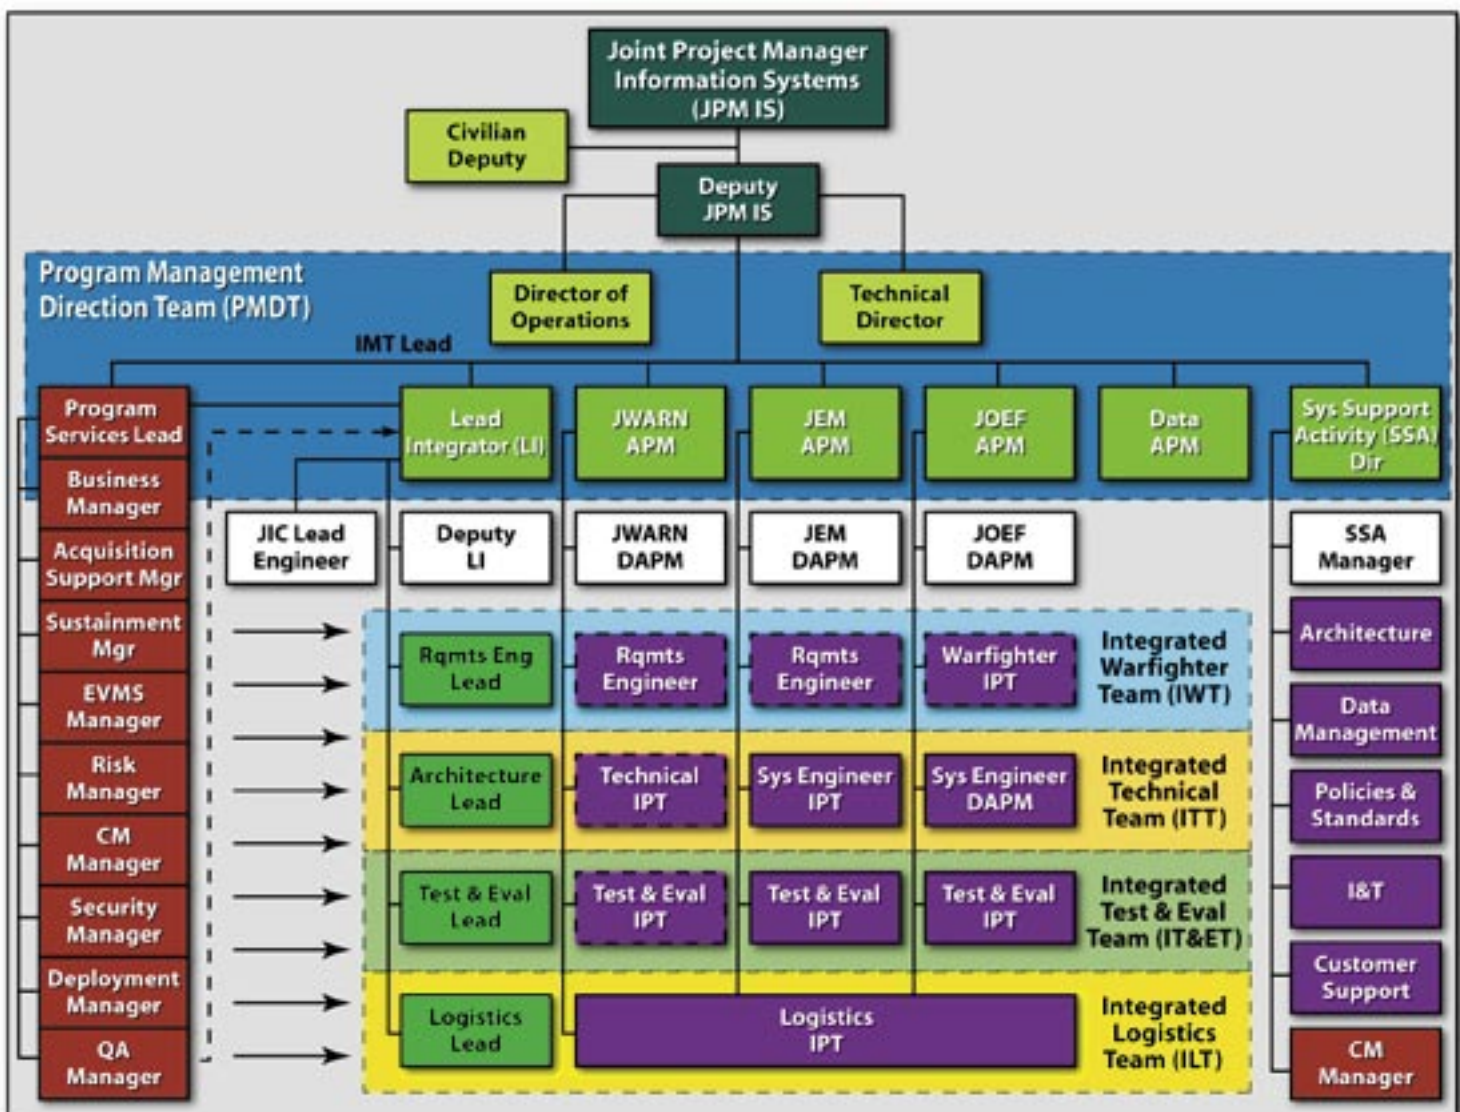 Joint Project Manager
Information Systems
(JPM IS)
Civilian
Deputy
Deputy
JPM IS
Program Management
Direction Team (PMDT)
Director of
Operations
Technical
Director
IMT Lead
Program
Services Lead
Lead
Integrator (LI)
JWARN
APM
JEM
APM
JOEF
APM
Data
APM
Sys Support
Activity (SSA)
Dir
Business
Manager
JIC Lead
Engineer
Deputy
LI
JWARN
DAPM
JEM
DAPM
JOEF
DAPM
SSA
Manager
Acquisition
Support Mgr
Sustainment
Mgr
Rqmts Eng
Lead
Rqmts
Engineer
Rqmts
Engineer
Warfighter
IPT
Integrated
Warfighter
Team (IWT)
Architecture
EVMS
Manager
Data
Management
Risk
Manager
Architecture
Lead
Technical
IPT
Sys Engineer
IPT
Sys Engineer
DAPM
Integrated
Technical
Team (ITT)
Policies &
Standards
CM
Manager
Security
Manager
Test & Eval
Lead
Test & Eval
IPT
Test & Eval
IPT
Test & Eval
IPT
Integrated
Test & Eval
Team (IT&ET)
I&T
Deployment
Manager
Customer
Support
QA
Manager
Logistics
Lead
Logistics
IPT
Integrated
Logistics
Team (ILT)
CM
Manager